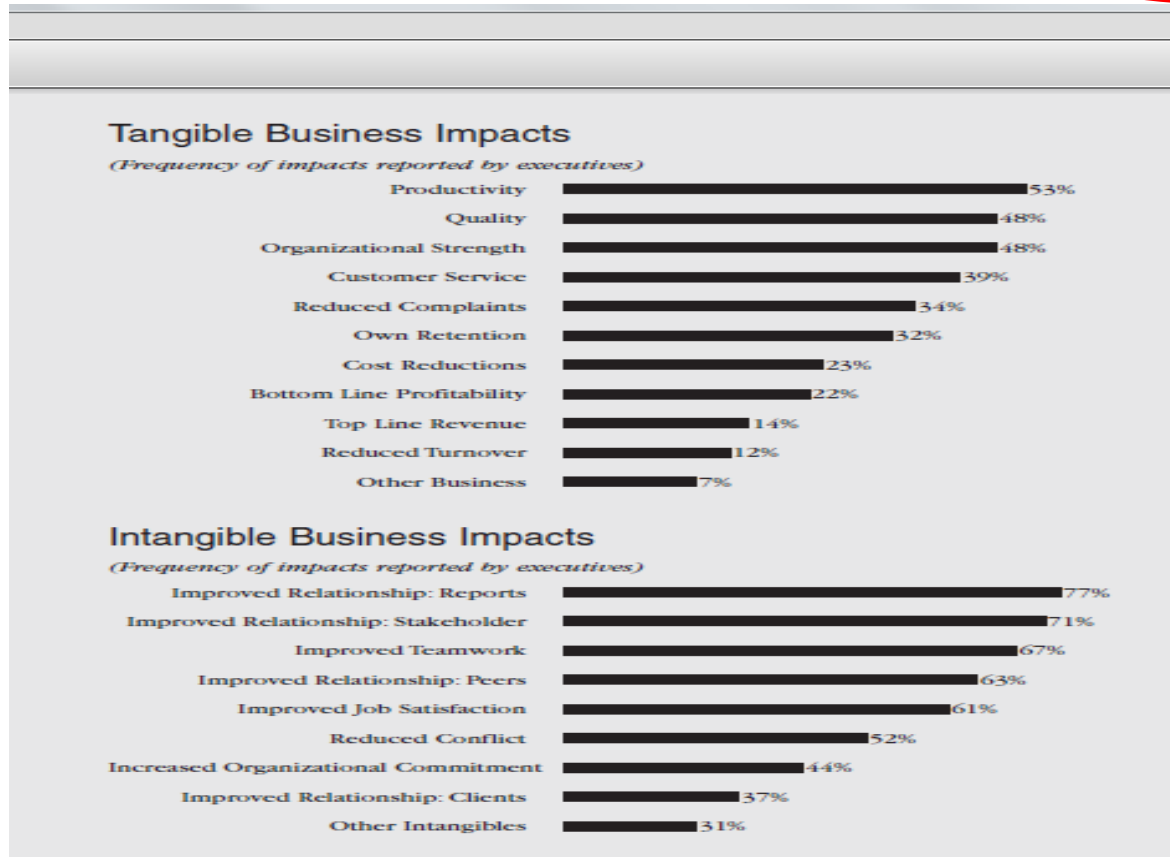 Tangible Business Impacts
(Frequency of impacts reported by executives)
Productivity 53%
Quality 48%
Organizational Strength 48%
Customer Service 39%
Reduced Complaints 34%
Own Retention 32%
Cost Reductions 23%
Bottom Line Profitability 22%
Top Line Revenue 14%
Reduced Turnover 12%
Other Business 7%
Intangible Business Impacts
(Frequency of impacts reported by executives)
Improved Relationship: Reports 77%
Improved Relationship: Stakeholder 71%
Improved Teamwork 67%
Improved Relationship: Peers 63%
Improved Job Satisfaction 61%
Reduced Conflict 52%
Increased Organizational Commitment 44%
Improved Relationship: Clients 37%
Other Intangibles 31%